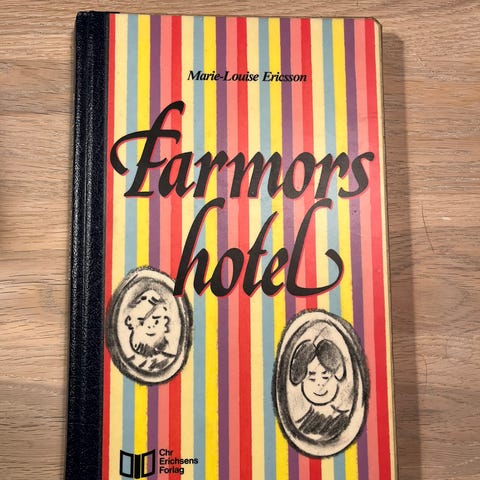 Marie-Louise Ericsson
Farmors
hotel
Chr
Erichsens
Forlag